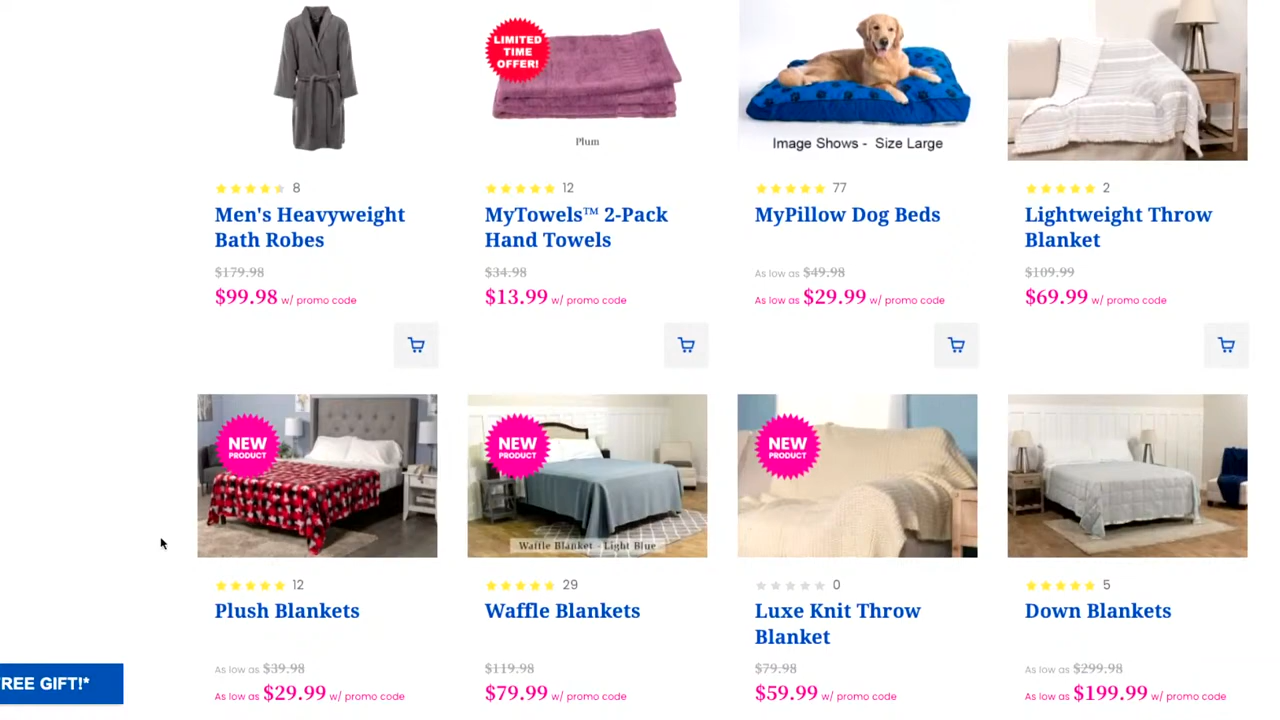 LIMITED
TIME
OFFER!
Plum
Image Shows - Size Large
8
12
77
2
Men's Heavyweight
Bath Robes
MyTowels™ 2-Pack
Hand Towels
MyPillow Dog Beds
Lightweight Throw
Blanket
$179.98
$34.98
As low as $49.98
$109.99
$99.98 w/ promo code
$13.99 w/ promo code
As low as $29.99 w/ promo code
$69.99 w/ promo code
NEW
PRODUCT
NEW
PRODUCT
Waffle Blanket - Light Blue
NEW
PRODUCT
12
29
0
5
Plush Blankets
Waffle Blankets
Luxe Knit Throw
Blanket
Down Blankets
As low as $39.98
$119.98
$79.98
As low as $299.98
As low as $29.99 w/ promo code
$79.99 w/ promo code
$59.99 w/ promo code
As low as $199.99 w/ promo code
REE GIFT!*